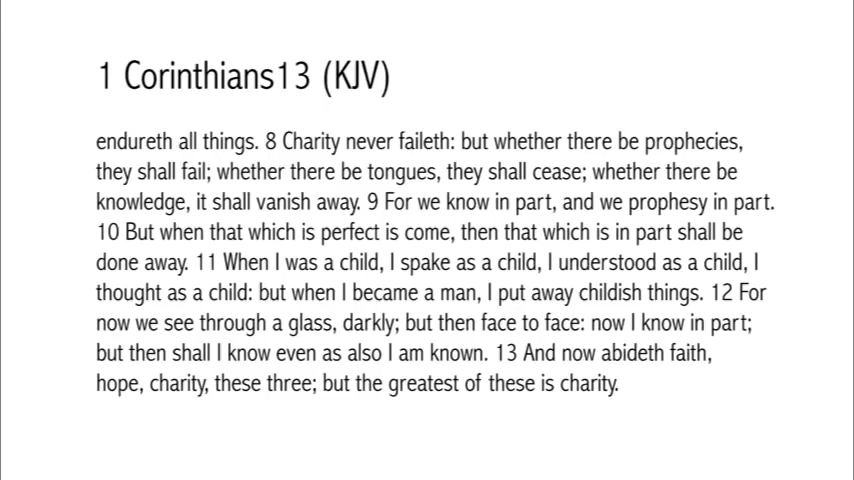 1 Corinthians13 (KJV)
endureth all things. 8 Charity never faileth: but whether there be prophecies,
they shall fail; whether there be tongues, they shall cease; whether there be
knowledge, it shall vanish away. 9 For we know in part, and we prophesy in part.
10 But when that which is perfect is come, then that which is in part shall be
done away. 11 When I was a child, I spake as a child, I understood as a child, I
thought as a child: but when I became a man, I put away childish things. 12 For
now we see through a glass, darkly; but then face to face: now I know in part;
but then shall I know even as also I am known. 13 And now abideth faith,
hope, charity, these three; but the greatest of these is charity.